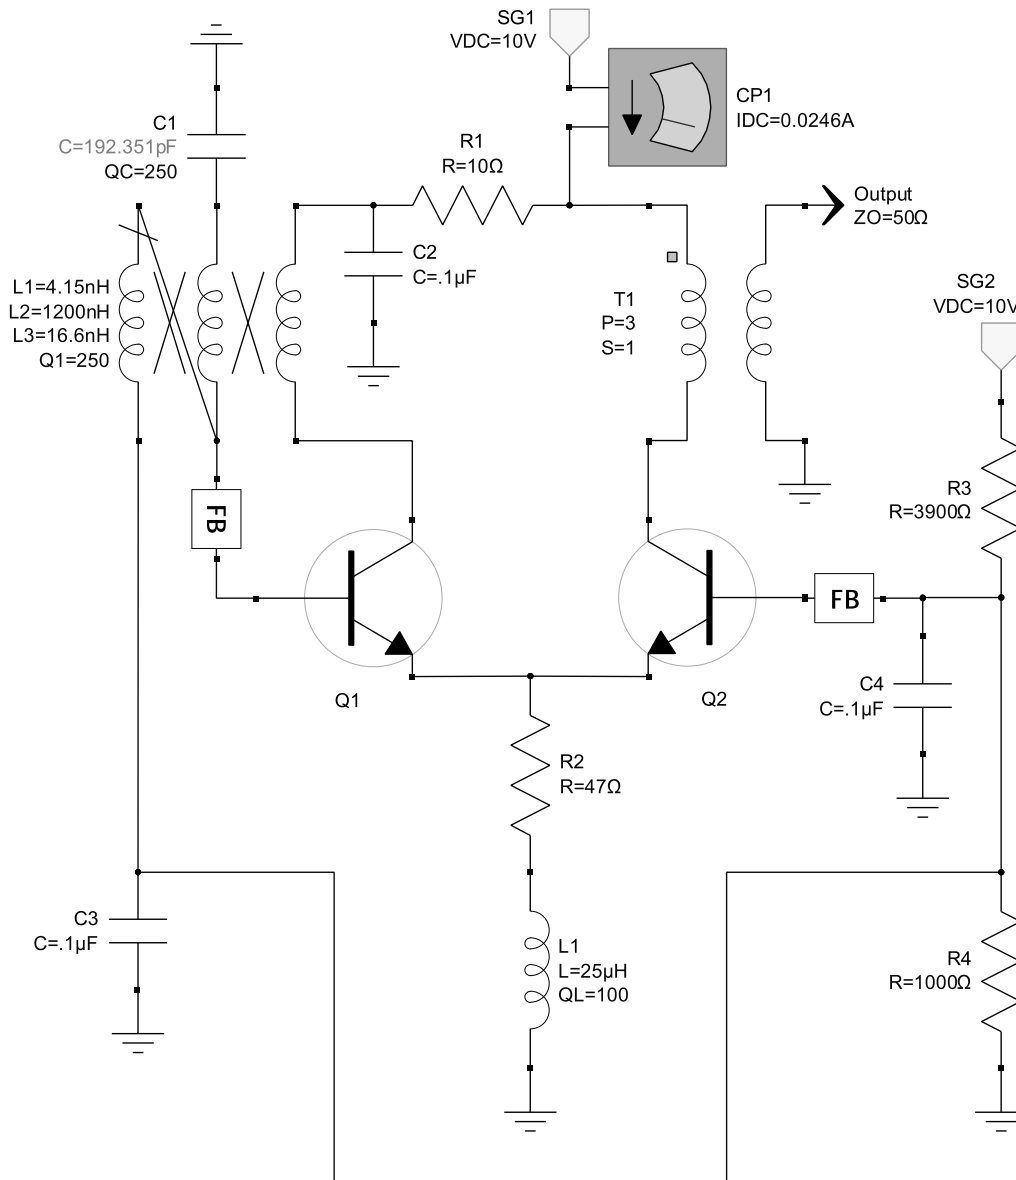 SG1
VDC=10V
CP1
IDC=0.0246A
C1
C=192.351pF
QC=250
R1
R=10Ω
Output
ZO=50Ω
C2
C=.1µF
L1=4.15nH
L2=1200nH
L3=16.6nH
Q1=250
T1
P=3
S=1
SG2
VDC=10V
R3
R=3900Ω
FB
FB
Q1
Q2
C4
C=.1µF
R2
R=47Ω
C3
C=.1µF
L1
L=25µH
QL=100
R4
R=1000Ω